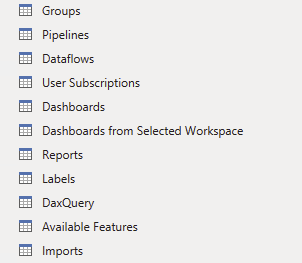 Groups
Pipelines
Dataflows
User Subscriptions
Dashboards
Dashboards from Selected Workspace
Reports
Labels
DaxQuery
Available Features
Imports